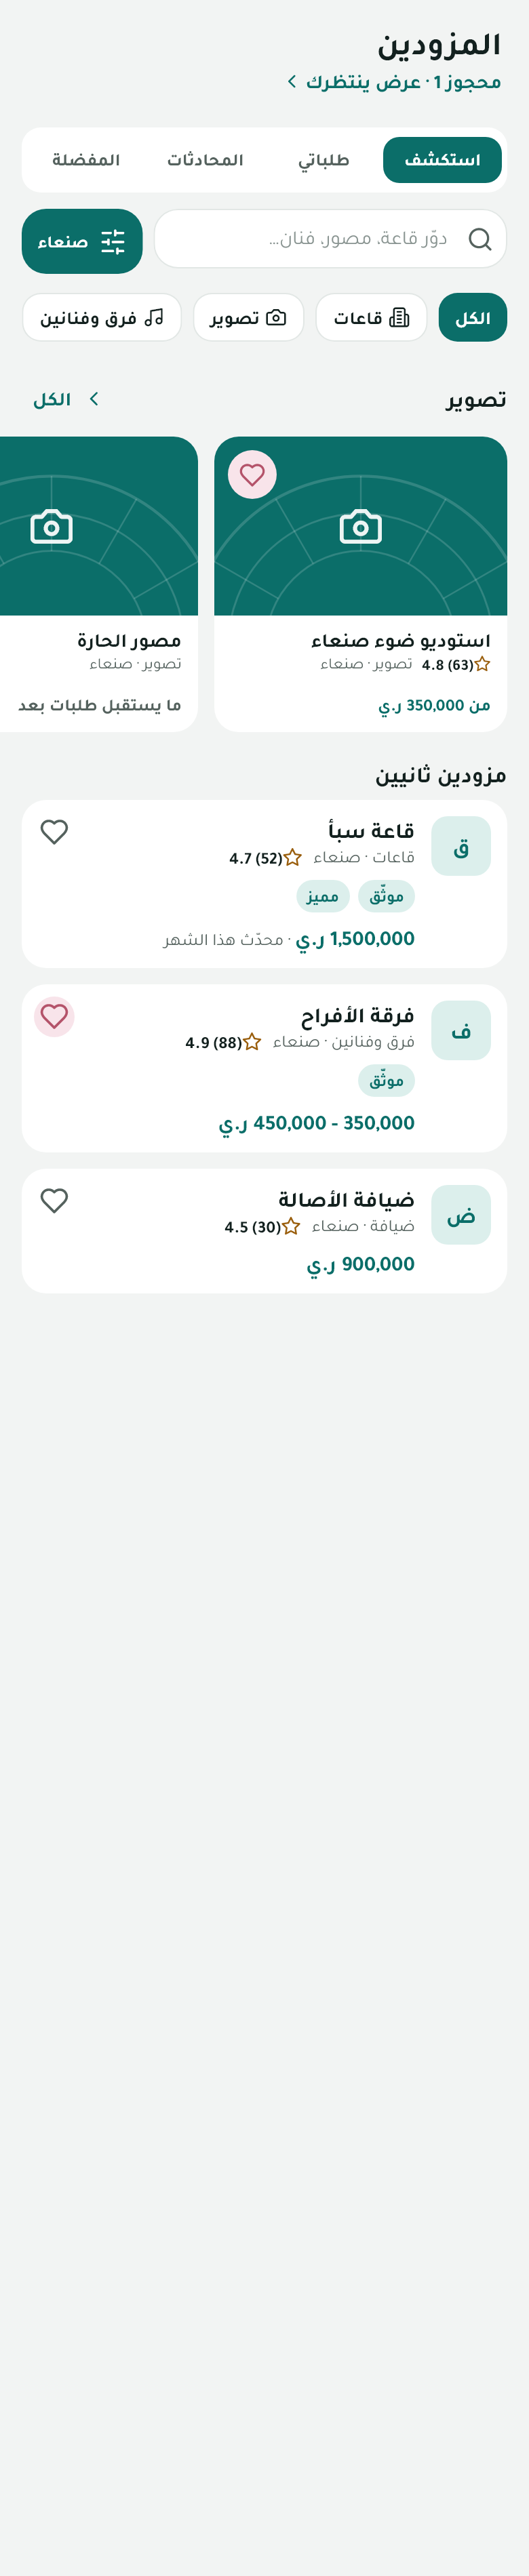 المزودين
محجوز 1 · عرض ينتظرك
استكشف
طلباتي
المحادثات
المفضلة
دوّر قاعة، مصور، فنان...
صنعاء
الكل
قاعات
تصوير
فرق وفنانين
تصوير
الكل
استوديو ضوء صنعاء
4.8 (63) تصوير · صنعاء
من 350,000 ر.ي
مصور الحارة
تصوير · صنعاء
ما يستقبل طلبات بعد
مزودين ثانيين
ق
قاعة سبأ
قاعات · صنعاء 4.7 (52)
موثّق
مميز
1,500,000 ر.ي · محدّث هذا الشهر
ف
فرقة الأفراح
فرق وفنانين · صنعاء 4.9 (88)
موثّق
350,000 - 450,000 ر.ي
ض
ضيافة الأصالة
ضيافة · صنعاء 4.5 (30)
900,000 ر.ي